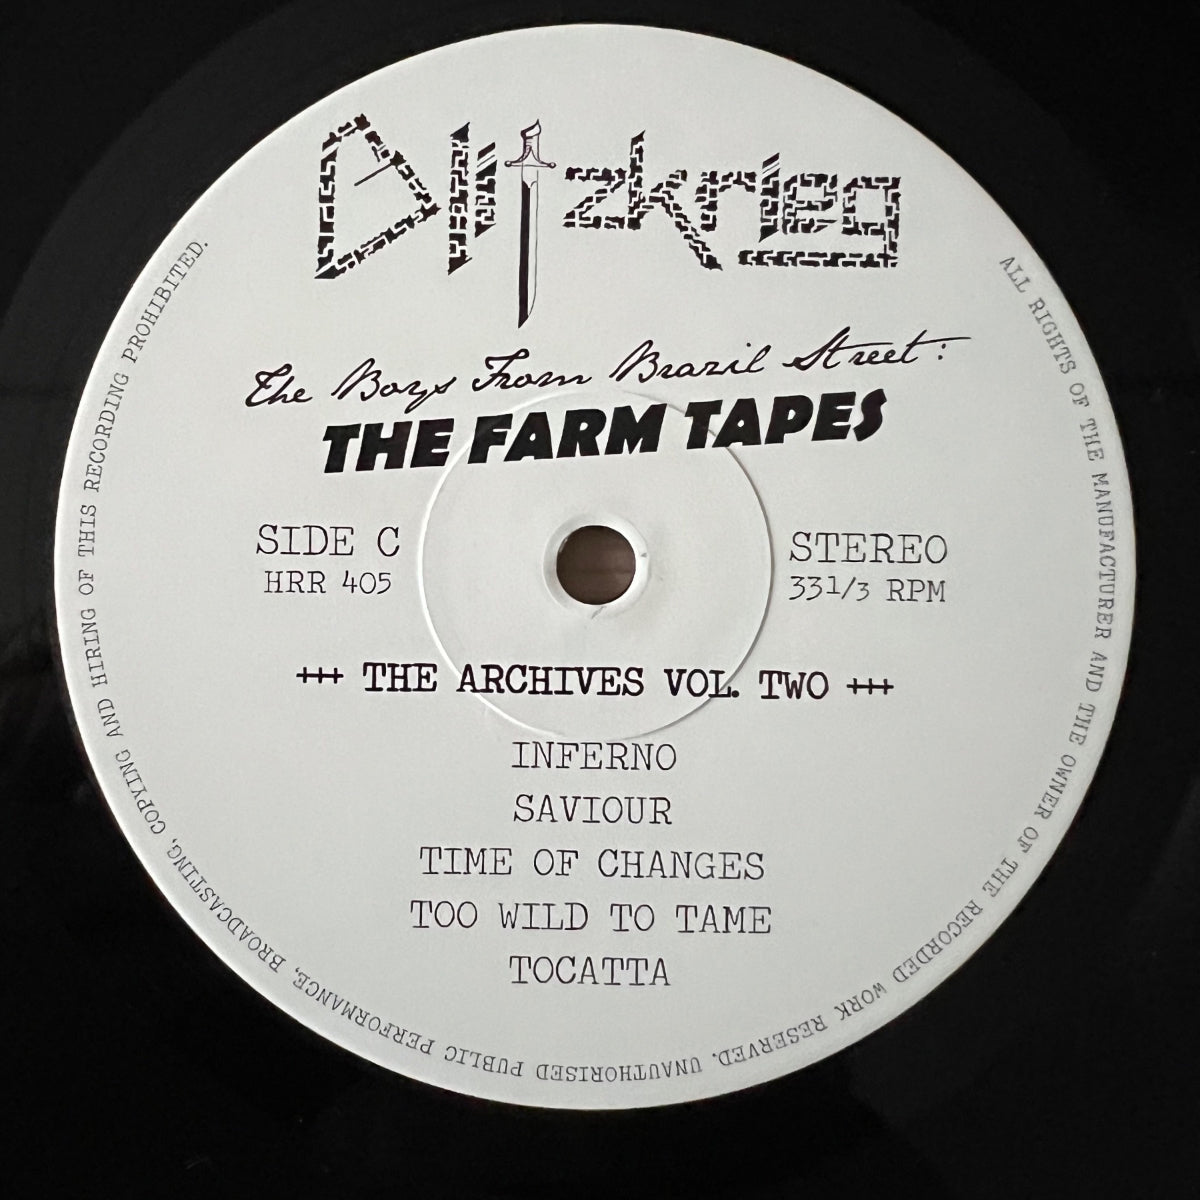 Blitzkrieg
The Boys From Brazil Street:
THE FARM TAPES
SIDE C
HRR 405
STEREO
33 1/3 RPM
+++ THE ARCHIVES VOL. TWO +++
INFERNO
SAVIOUR
TIME OF CHANGES
TOO WILD TO TAME
TOCATTA
ALL RIGHTS OF THE MANUFACTURER AND THE OWNER OF THE RECORDED WORK RESERVED. UNAUTHORISED PUBLIC PERFORMANCE, BROADCASTING, COPYING AND HIRING OF THIS RECORDING PROHIBITED.